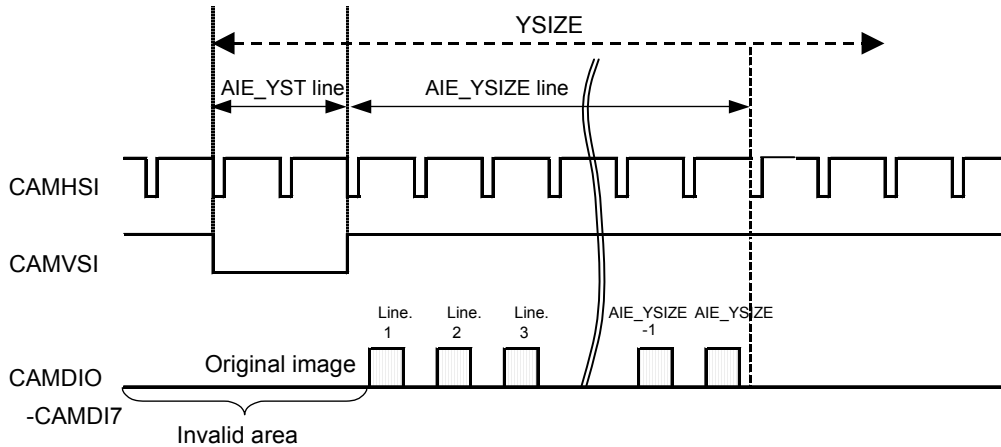 YSIZE
AIE_YST line
AIE_YSIZE line
CAMHSI
CAMVSI
Line.
1
Line.
2
Line.
3
AIE_YSIZE
-1
AIE_YSIZE
Original image
CAMDIO
-CAMDI7
Invalid area